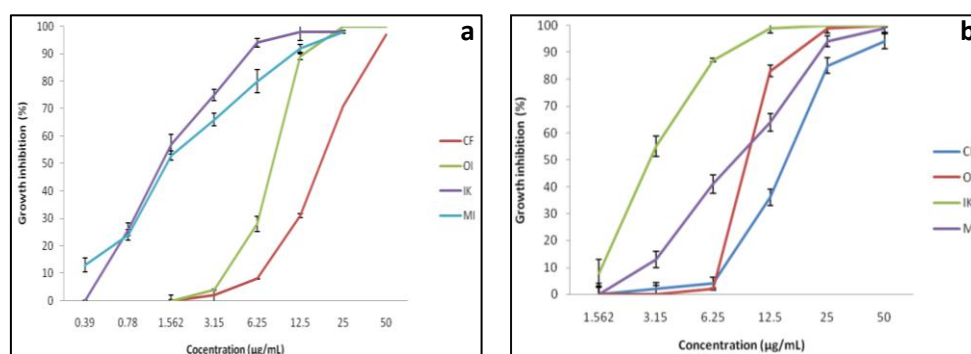 a
Growth inhibition (%)
100
90
80
70
60
50
40
30
20
10
0
0.39 0.78 1.562 3.15 6.25 12.5 25 50
Cocentration (µg/mL)
CF
OI
IK
MI
b
Growth inhibition (%)
100
90
80
70
60
50
40
30
20
10
0
1.562 3.15 6.25 12.5 25 50
Concentration (µg/mL)
IK